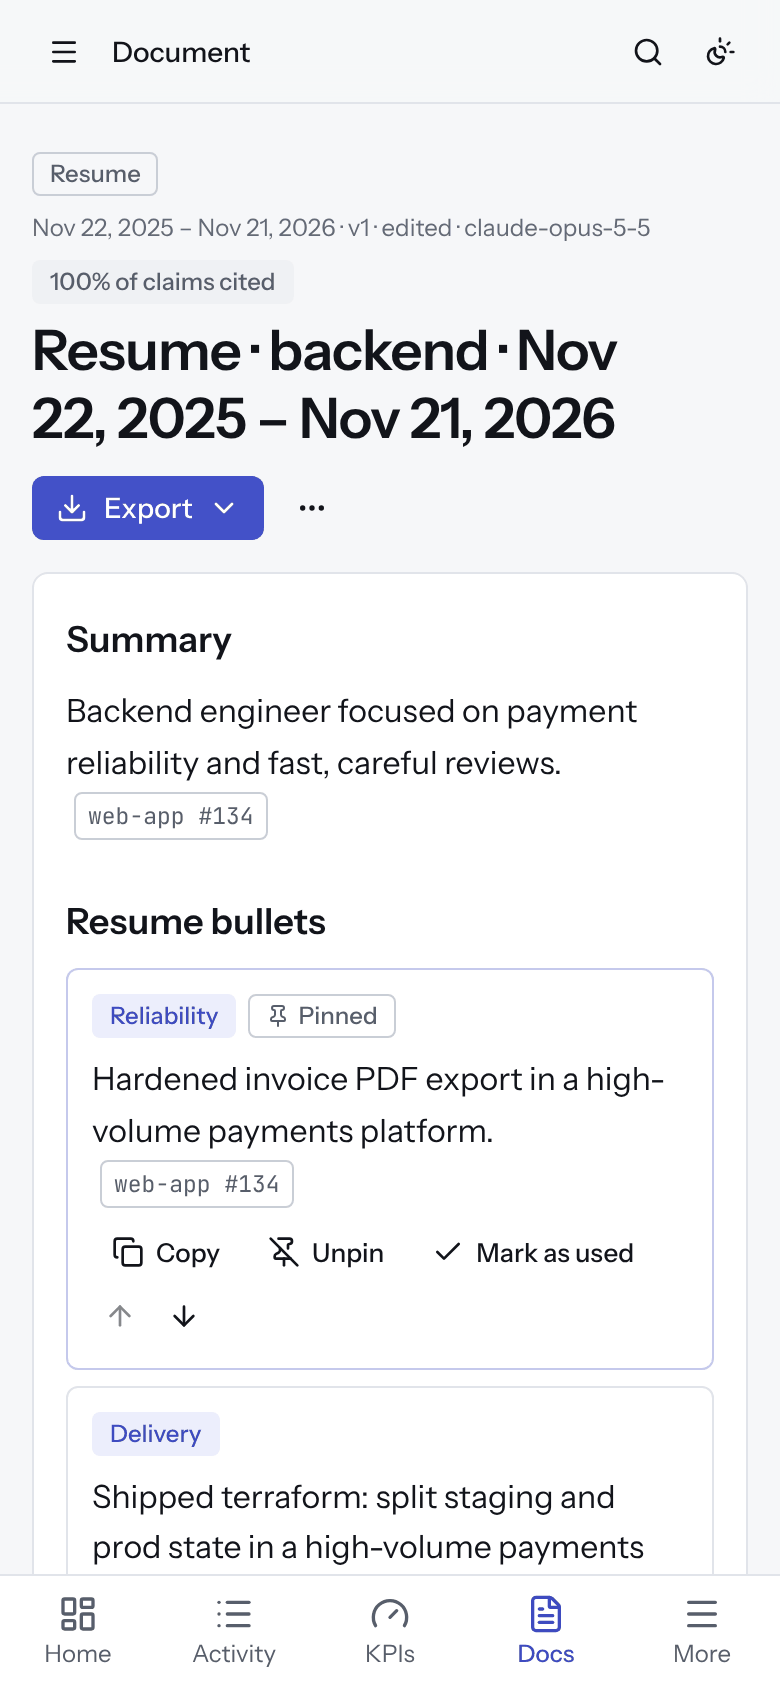 Document
Resume
Nov 22, 2025 – Nov 21, 2026 · v1 · edited · claude-opus-5-5
100% of claims cited
Resume · backend · Nov
22, 2025 – Nov 21, 2026
Export
Summary
Backend engineer focused on payment
reliability and fast, careful reviews.
web-app #134
Resume bullets
Reliability
Pinned
Hardened invoice PDF export in a high-
volume payments platform.
web-app #134
Copy
Unpin
Mark as used
Delivery
Shipped terraform: split staging and
prod state in a high-volume payments
Home
Activity
KPIs
Docs
More